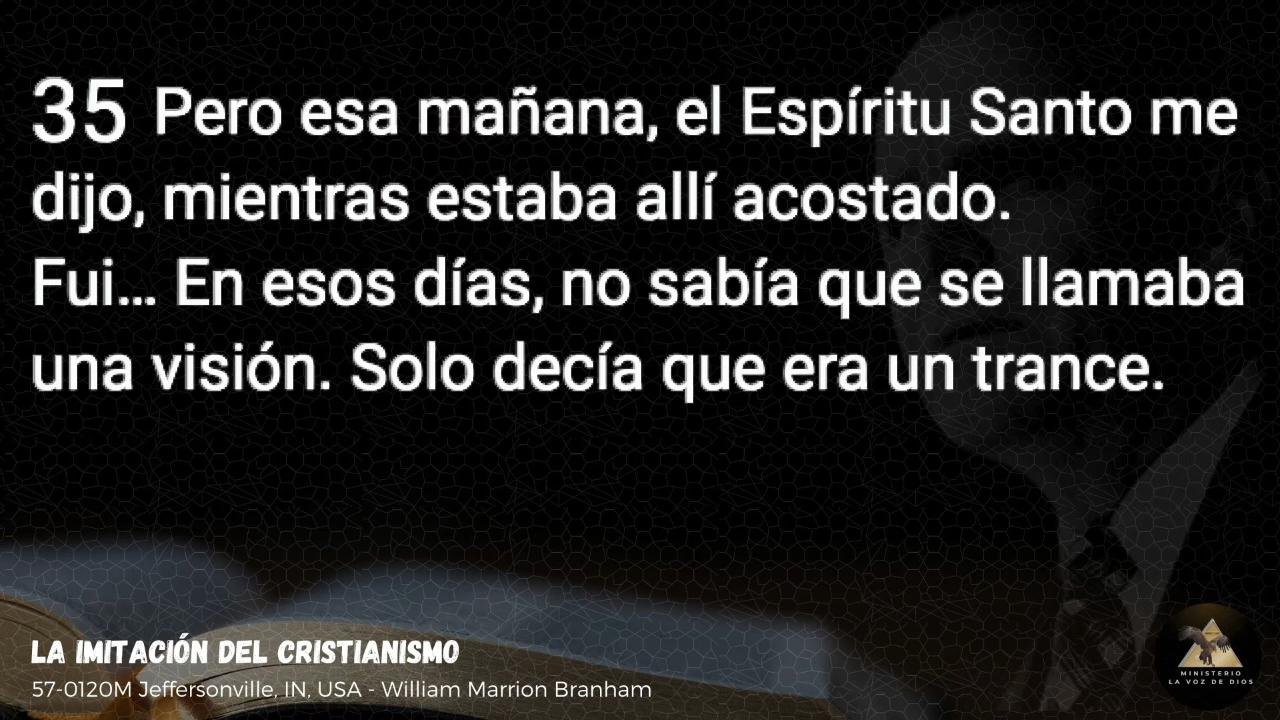 35 Pero esa mañana, el Espíritu Santo me
dijo, mientras estaba allí acostado.
Fui... En esos días, no sabía que se llamaba
una visión. Solo decía que era un trance.
LA IMITACIÓN DEL CRISTIANISMO
57-0120M Jeffersonville, IN, USA - William Marrion Branham
MINISTERIO
LA VOZ DE DIOS